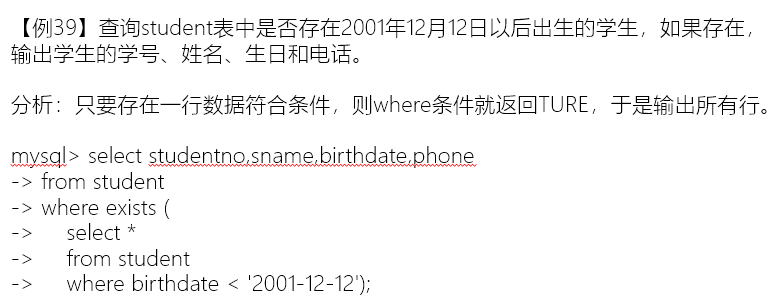 【例39】查询student表中是否存在2001年12月12日以后出生的学生，如果存在，
输出学生的学号、姓名、生日和电话。
分析：只要存在一行数据符合条件，则where条件就返回TURE，于是输出所有行。
mysql> select studentno,sname,birthdate,phone
-> from student
-> where exists (
->     select *
->     from student
->     where birthdate < '2001-12-12');